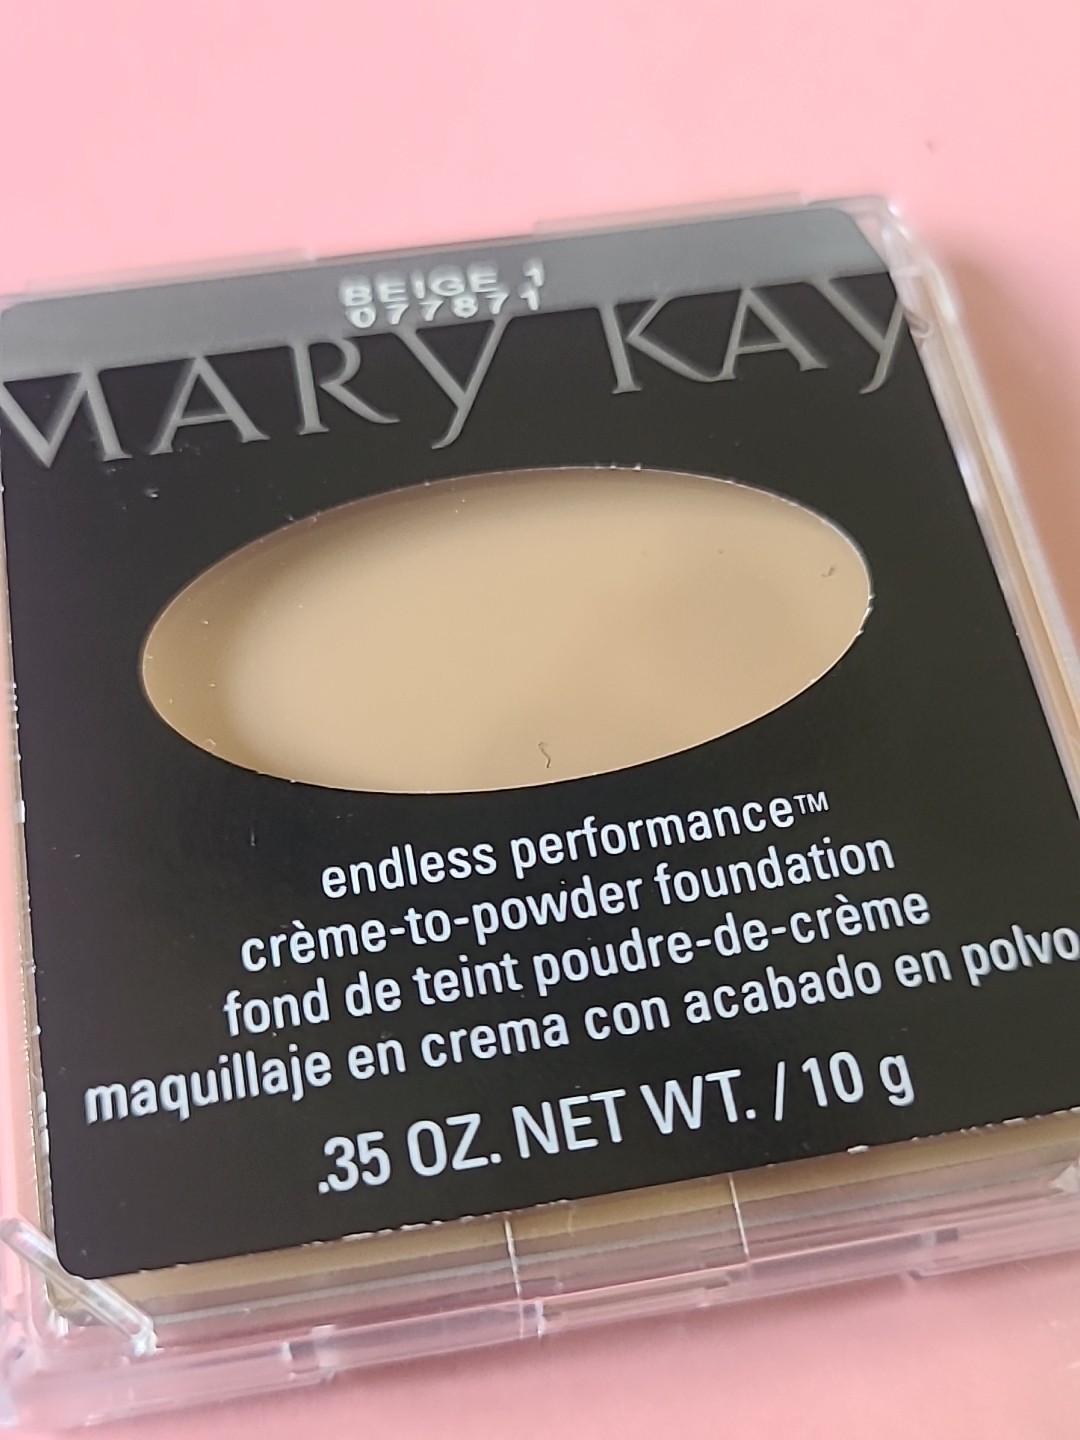 BEIGE 1
077871
MARY KAY
endless performance™
crème-to-powder foundation
fond de teint poudre-de-crème
maquillaje en crema con acabado en polvo
.35 OZ. NET WT. / 10 g